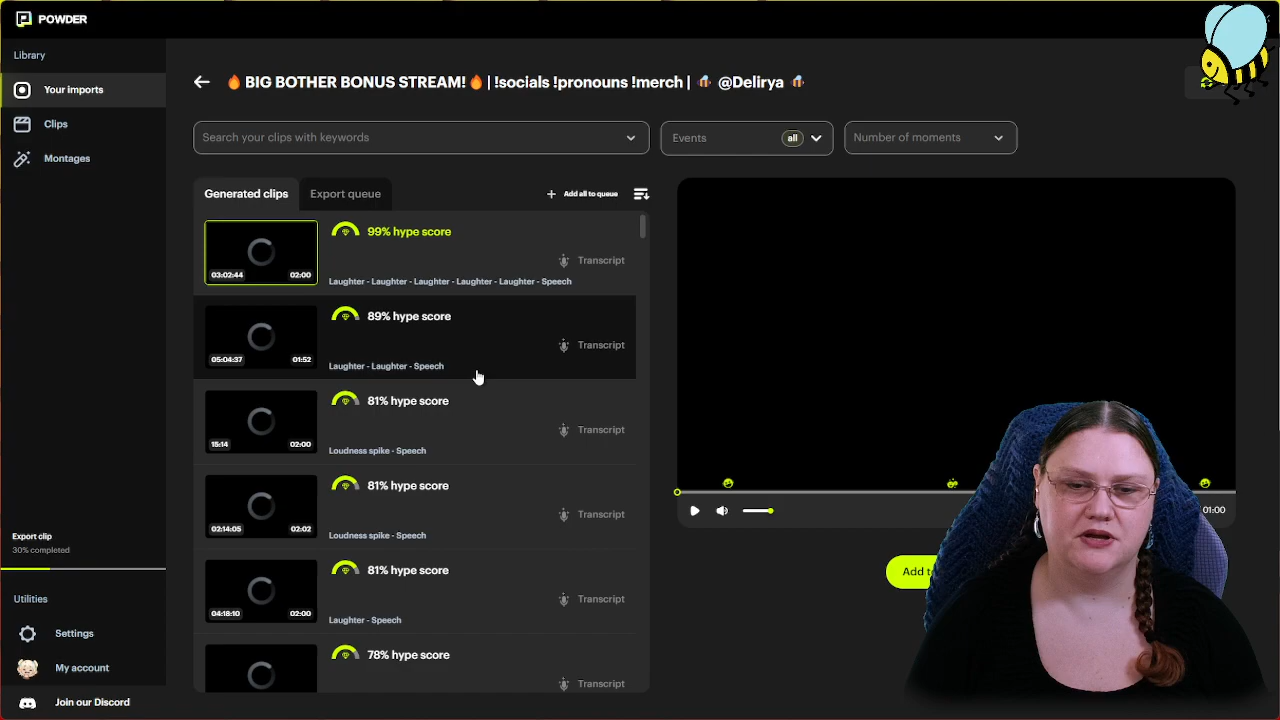 POWDER
Library
Your imports
Clips
Montages
Export clip
30% completed
Utilities
Settings
My account
Join our Discord
🔥 BIG BOTHER BONUS STREAM!🔥 | !socials !pronouns !merch | 🐝 @Delirya 🐝
Search your clips with keywords
Events all
Number of moments
Generated clips
Export queue
+ Add all to queue
03:02:44 02:00
99% hype score
Transcript
Laughter - Laughter - Laughter - Laughter - Laughter - Speech
05:04:37 01:52
89% hype score
Transcript
Laughter - Laughter - Speech
15:14 02:00
81% hype score
Transcript
Loudness spike - Speech
02:14:05 02:02
81% hype score
Transcript
Loudness spike - Speech
04:18:10 02:00
81% hype score
Transcript
Laughter - Speech
78% hype score
Transcript
01:00
Add